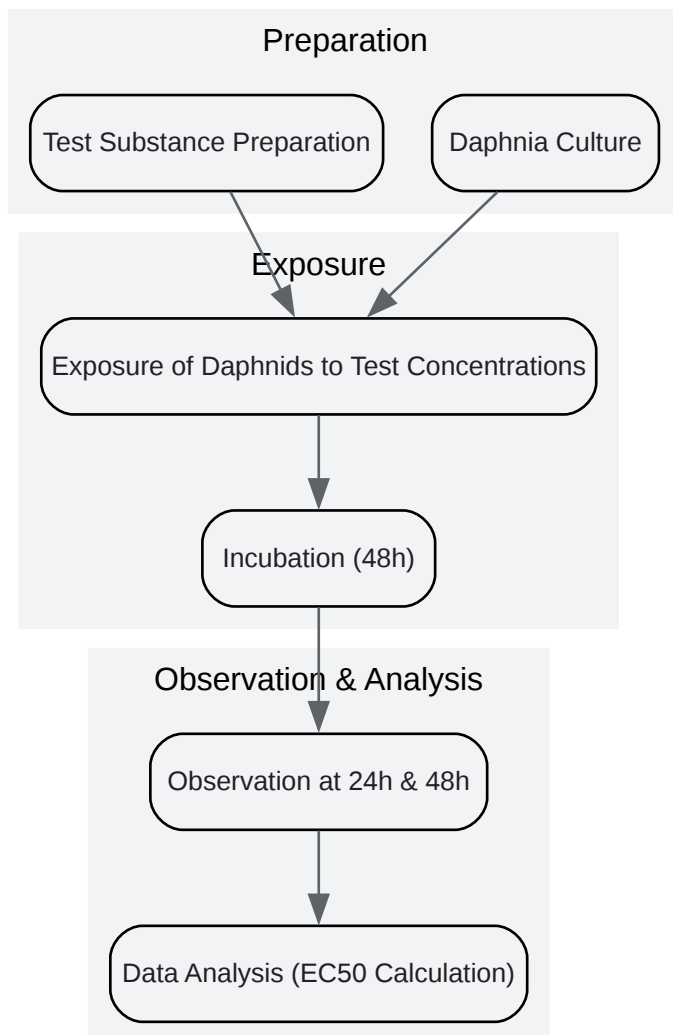 Preparation
Test Substance Preparation
Daphnia Culture
Exposure
Exposure of Daphnids to Test Concentrations
Incubation (48h)
Observation & Analysis
Observation at 24h & 48h
Data Analysis (EC50 Calculation)